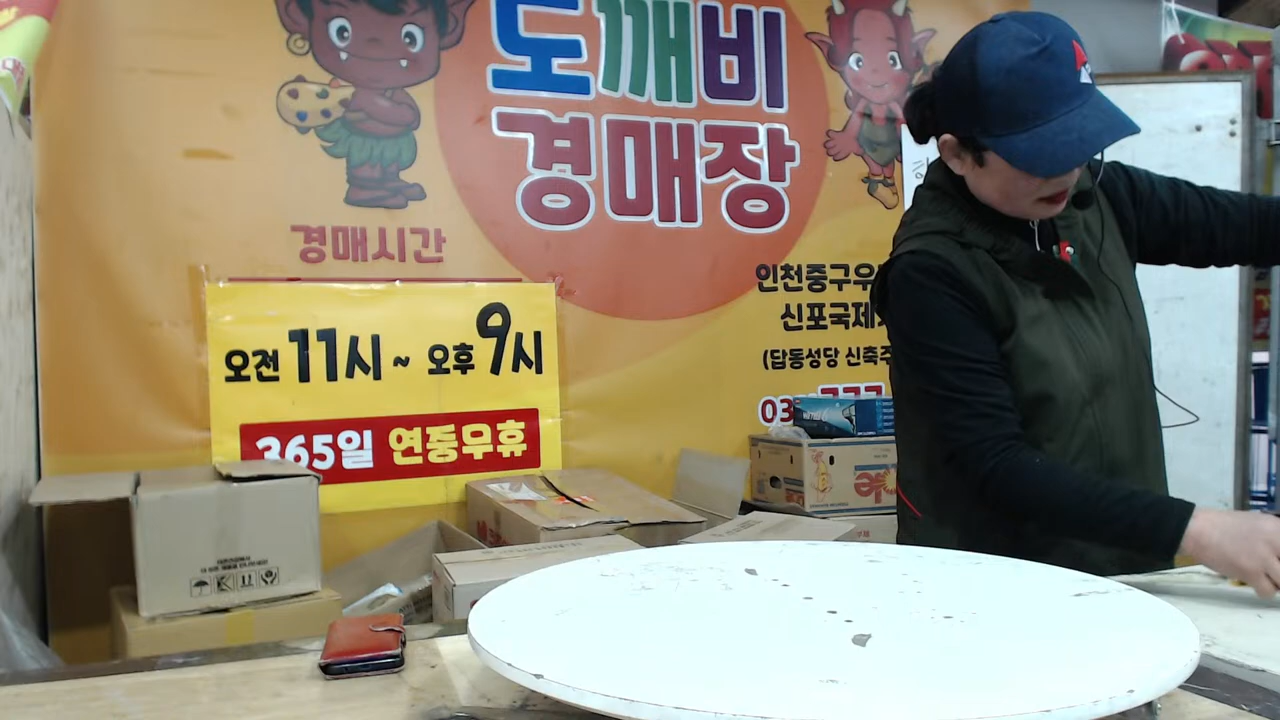 도깨비
경매장
경매시간
오전 11시 ~ 오후 9시
365일 연중무휴
인천중구우
신포국제
(답동성당 신축주